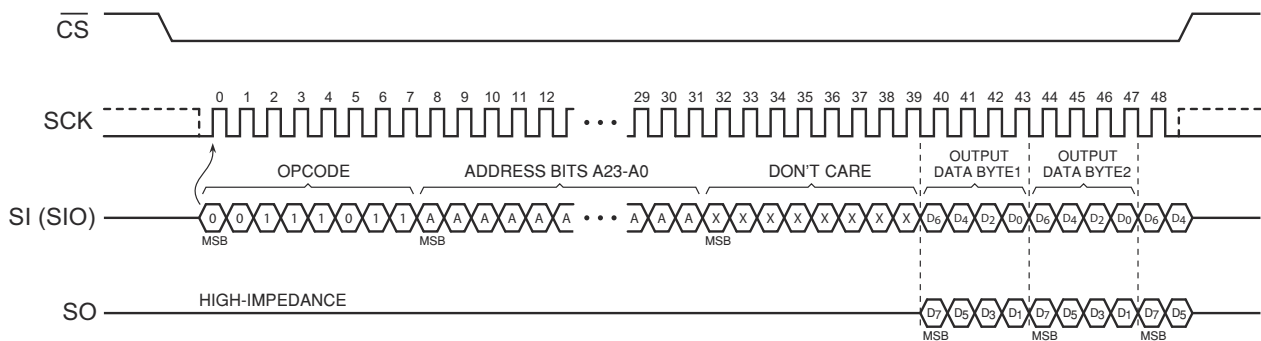 CS
SCK
0 1 2 3 4 5 6 7 8 9 10 11 12 29 30 31 32 33 34 35 36 37 38 39 40 41 42 43 44 45 46 47 48
• • •
OPCODE
ADDRESS BITS A23-A0
DON'T CARE
OUTPUT
DATA BYTE1
OUTPUT
DATA BYTE2
SI (SIO)
0 0 1 1 1 0 1 1 A A A A A A • • • A A A X X X X X X X X D6 D4 D2 D0 D6 D4 D2 D0 D6 D4
MSB MSB MSB
HIGH-IMPEDANCE
SO
D7 D5 D3 D1 D7 D5 D3 D1 D7 D5
MSB MSB MSB